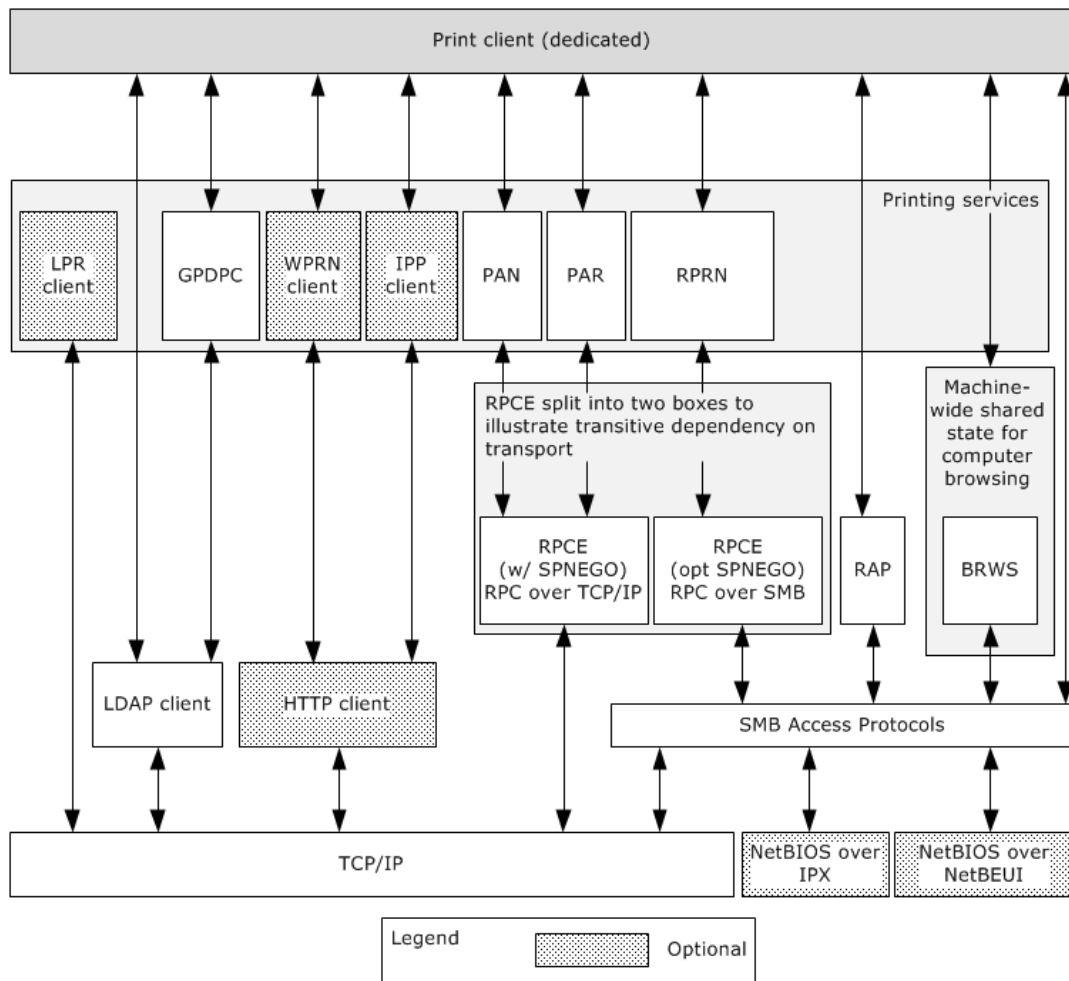 Print client (dedicated)
Printing services
LPR
client
GPDPC
WPRN
client
IPP
client
PAN
PAR
RPRN
RPCE split into two boxes to
illustrate transitive dependency on
transport
Machine-
wide shared
state for
computer
browsing
RPCE
(w/ SPNEGO)
RPC over TCP/IP
RPCE
(opt SPNEGO)
RPC over SMB
RAP
BRWS
LDAP client
HTTP client
SMB Access Protocols
TCP/IP
NetBIOS over
IPX
NetBIOS over
NetBEUI
Legend
Optional